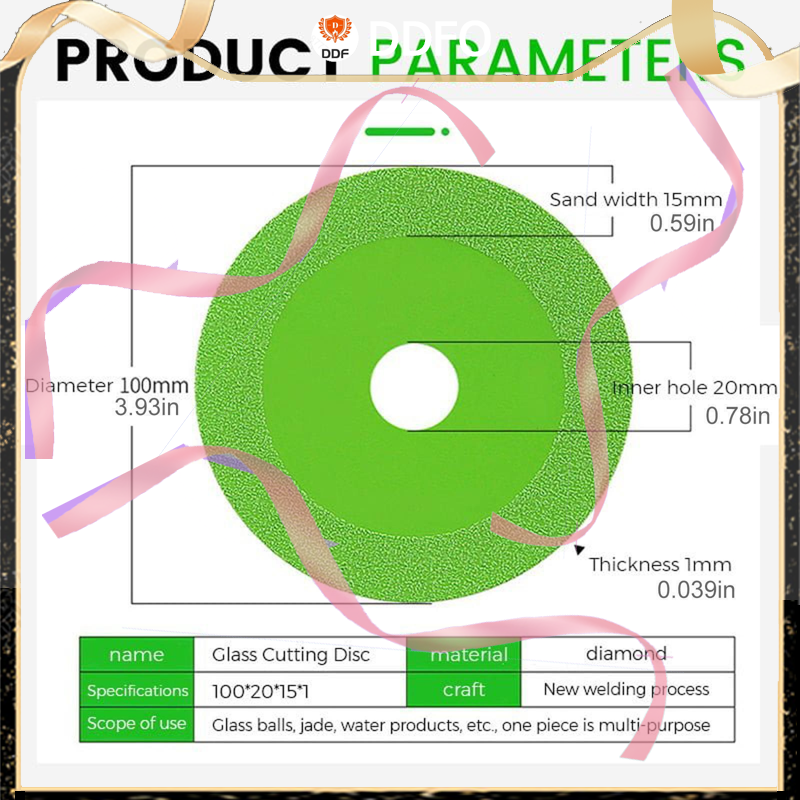 DDFO
DDF
PRODUCT PARAMETERS
Sand width 15mm
0.59in
Diameter 100mm
3.93in
Inner hole 20mm
0.78in
Thickness 1mm
0.039in
name Glass Cutting Disc material diamond
Specifications 100*20*15*1 craft New welding process
Scope of use Glass balls, jade, water products, etc., one piece is multi-purpose